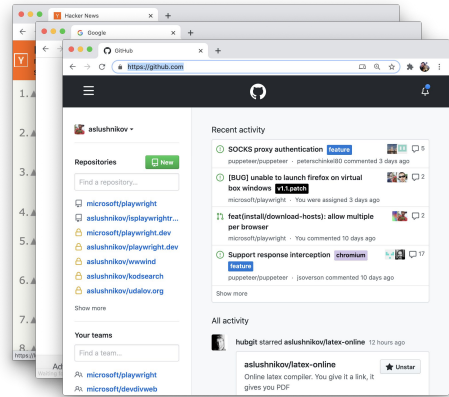 Hacker News
Google
GitHub
https://github.com
Y
1.
2.
3.
4.
5.
6.
7.
8.
aslushnikov
Repositories
New
Find a repository...
microsoft/playwright
aslushnikov/isplaywrightr...
microsoft/playwright.dev
aslushnikov/playwright.dev
aslushnikov/wwwind
aslushnikov/kodsearch
aslushnikov/udalov.org
Show more
Your teams
Find a team...
microsoft/playwright
microsoft/devdivweb
Recent activity
SOCKS proxy authentication feature 5
puppeteer/puppeteer · peterschinkel80 commented 3 days ago
[BUG] unable to launch firefox on virtual 2
box windows v1.1.patch
microsoft/playwright · You were assigned 3 days ago
feat(install/download-hosts): allow multiple 2
per browser
microsoft/playwright · You commented 10 days ago
Support response interception chromium 17
feature
puppeteer/puppeteer · jsoverson commented 10 days ago
Show more
All activity
hubgit starred aslushnikov/latex-online 12 hours ago
aslushnikov/latex-online
Unstar
Online latex compiler. You give it a link, it
gives you PDF
https://
Ad